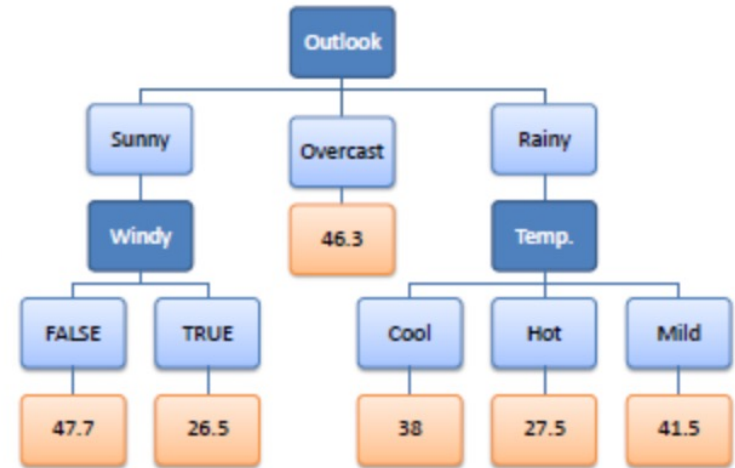 Outlook
Sunny
Overcast
Rainy
Windy
46.3
Temp.
FALSE
TRUE
Cool
Hot
Mild
47.7
26.5
38
27.5
41.5